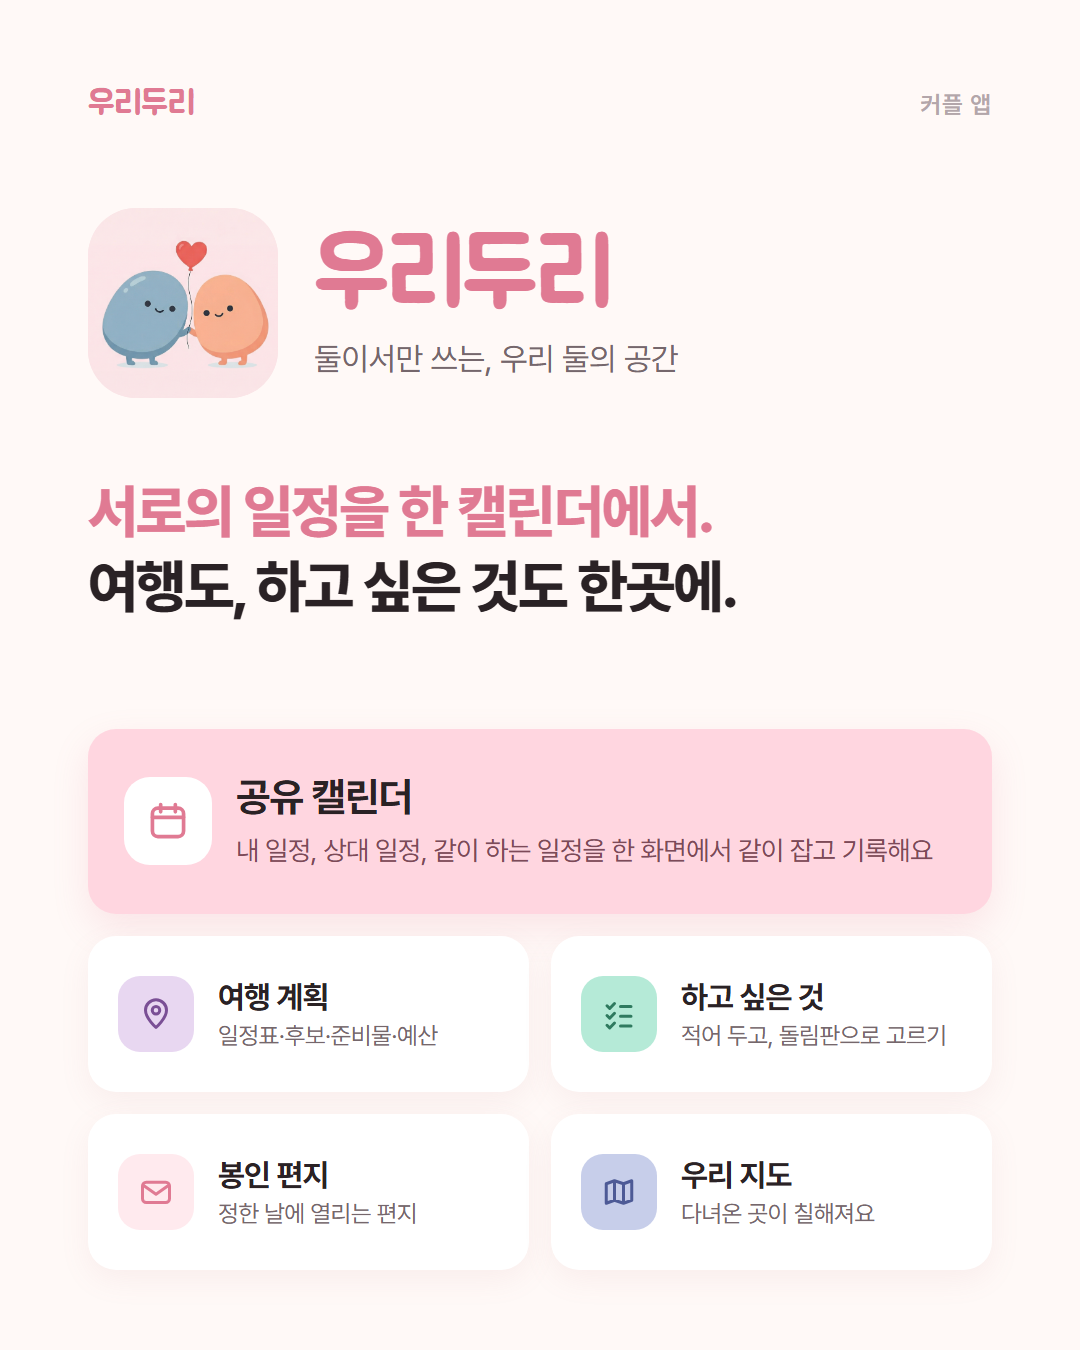 우리두리
커플 앱
우리두리
둘이서만 쓰는, 우리 둘의 공간
서로의 일정을 한 캘린더에서.
여행도, 하고 싶은 것도 한곳에.
공유 캘린더
내 일정, 상대 일정, 같이 하는 일정을 한 화면에서 같이 잡고 기록해요
여행 계획
일정표·후보·준비물·예산
하고 싶은 것
적어 두고, 돌림판으로 고르기
봉인 편지
정한 날에 열리는 편지
우리 지도
다녀온 곳이 칠해져요